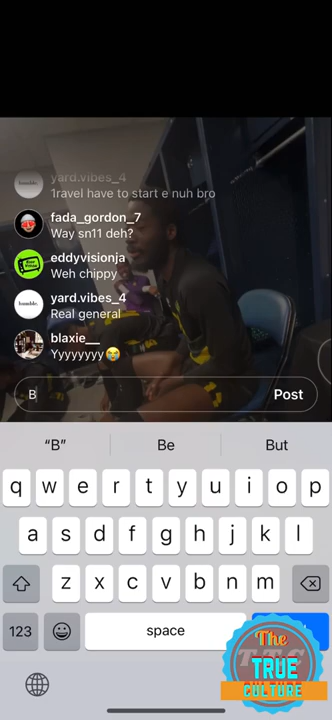 yard.vibes_4
1ravel have to start e nuh bro
fada_gordon_7
Way sn11 deh?
eddyvisionja
Weh chippy
yard.vibes_4
Real general
blaxie__
Yyyyyyyy😭
B Post
“B” Be But
q w e r t y u i o p
a s d f g h j k l
z x c v b n m
123 space
The
TRUE
CULTURE